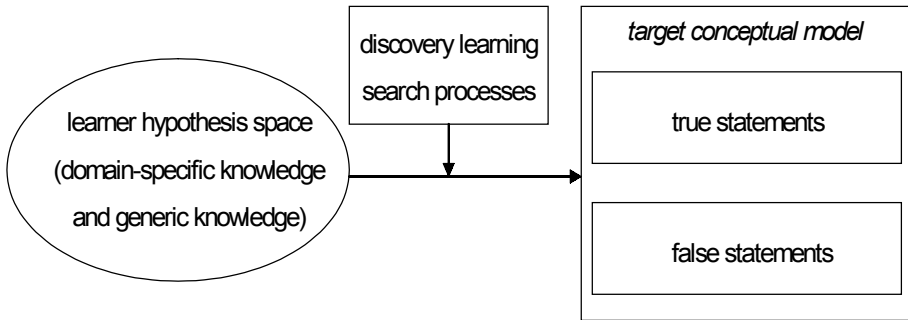 discovery learning
search processes
learner hypothesis space
(domain-specific knowledge
and generic knowledge)
target conceptual model
true statements
false statements